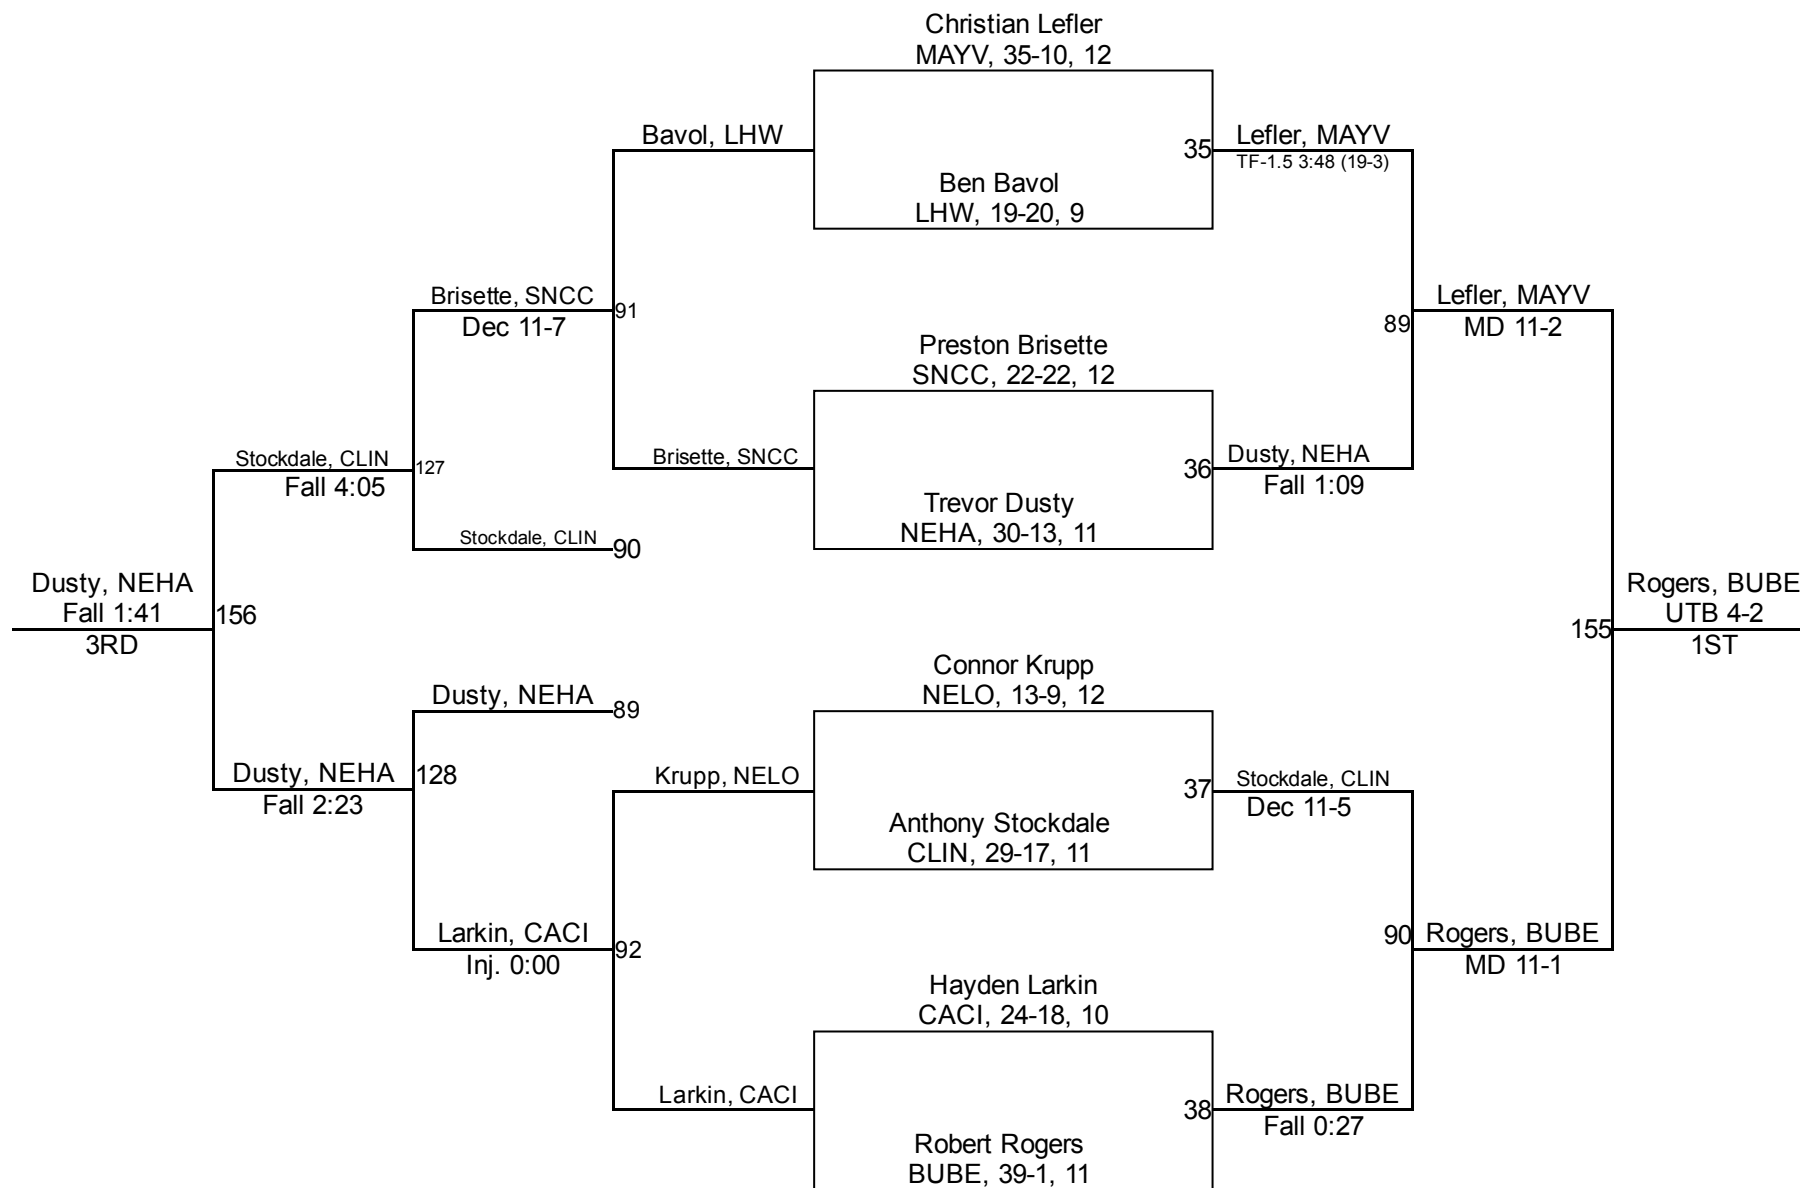 Christian Lefler
MAYV, 35-10, 12
Bavol, LHW
35
Lefler, MAYV
TF-1.5 3:48 (19-3)
Ben Bavol
LHW, 19-20, 9
Brisette, SNCC
Dec 11-7
91
Lefler, MAYV
MD 11-2
89
Preston Brisette
SNCC, 22-22, 12
Stockdale, CLIN
Fall 4:05
127
Brisette, SNCC
36
Dusty, NEHA
Fall 1:09
Trevor Dusty
NEHA, 30-13, 11
Stockdale, CLIN
90
Dusty, NEHA
Fall 1:41
3RD
156
155
Rogers, BUBE
UTB 4-2
1ST
Connor Krupp
NELO, 13-9, 12
Dusty, NEHA
89
Dusty, NEHA
Fall 2:23
128
Krupp, NELO
37
Stockdale, CLIN
Dec 11-5
Anthony Stockdale
CLIN, 29-17, 11
Larkin, CACI
Inj. 0:00
92
90
Rogers, BUBE
MD 11-1
Hayden Larkin
CACI, 24-18, 10
Larkin, CACI
38
Rogers, BUBE
Fall 0:27
Robert Rogers
BUBE, 39-1, 11